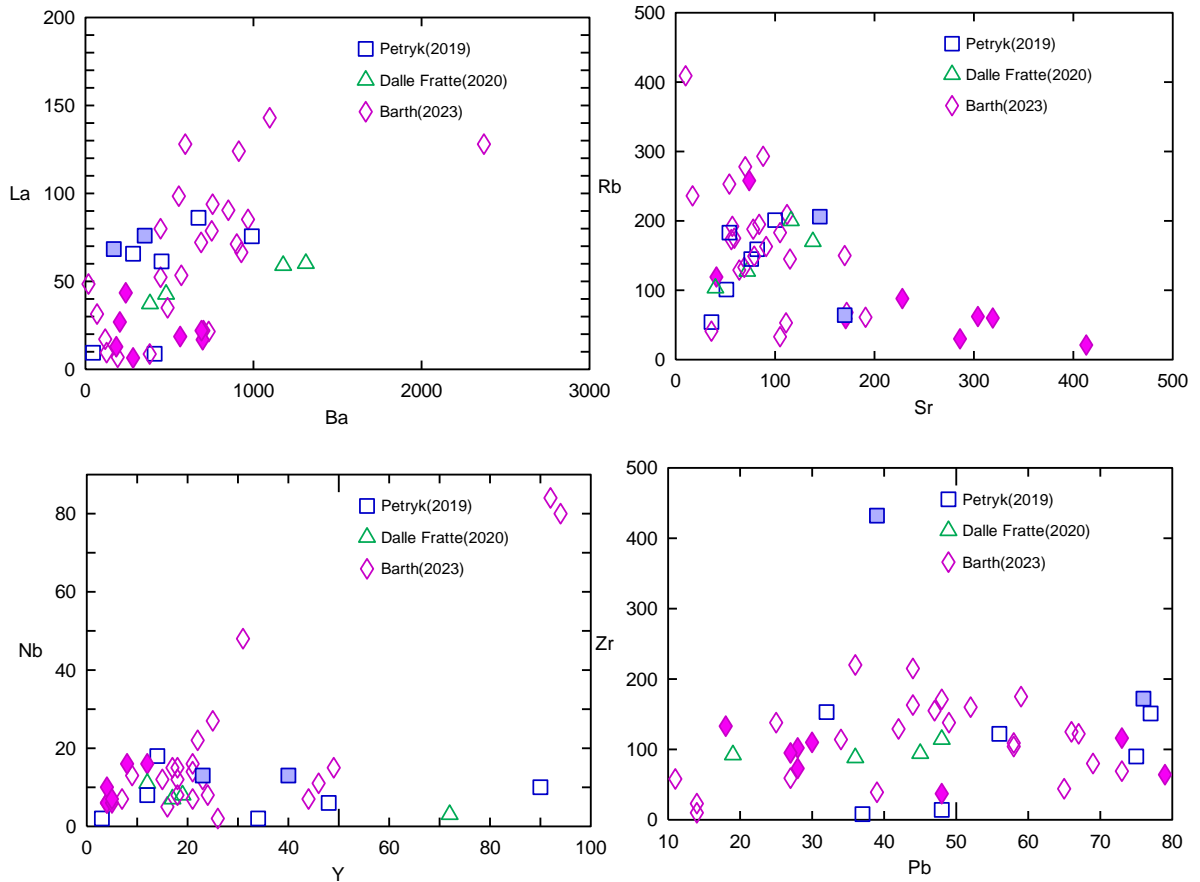 200
150
100
50
0
La
0 1000 2000 3000
Ba
Petryk(2019)
Dalle Fratte(2020)
Barth(2023)
500
400
300
200
100
0
Rb
0 100 200 300 400 500
Sr
Petryk(2019)
Dalle Fratte(2020)
Barth(2023)
80
60
40
20
0
Nb
0 20 40 60 80 100
Y
Petryk(2019)
Dalle Fratte(2020)
Barth(2023)
500
400
300
200
100
0
Zr
10 20 30 40 50 60 70 80
Pb
Petryk(2019)
Dalle Fratte(2020)
Barth(2023)